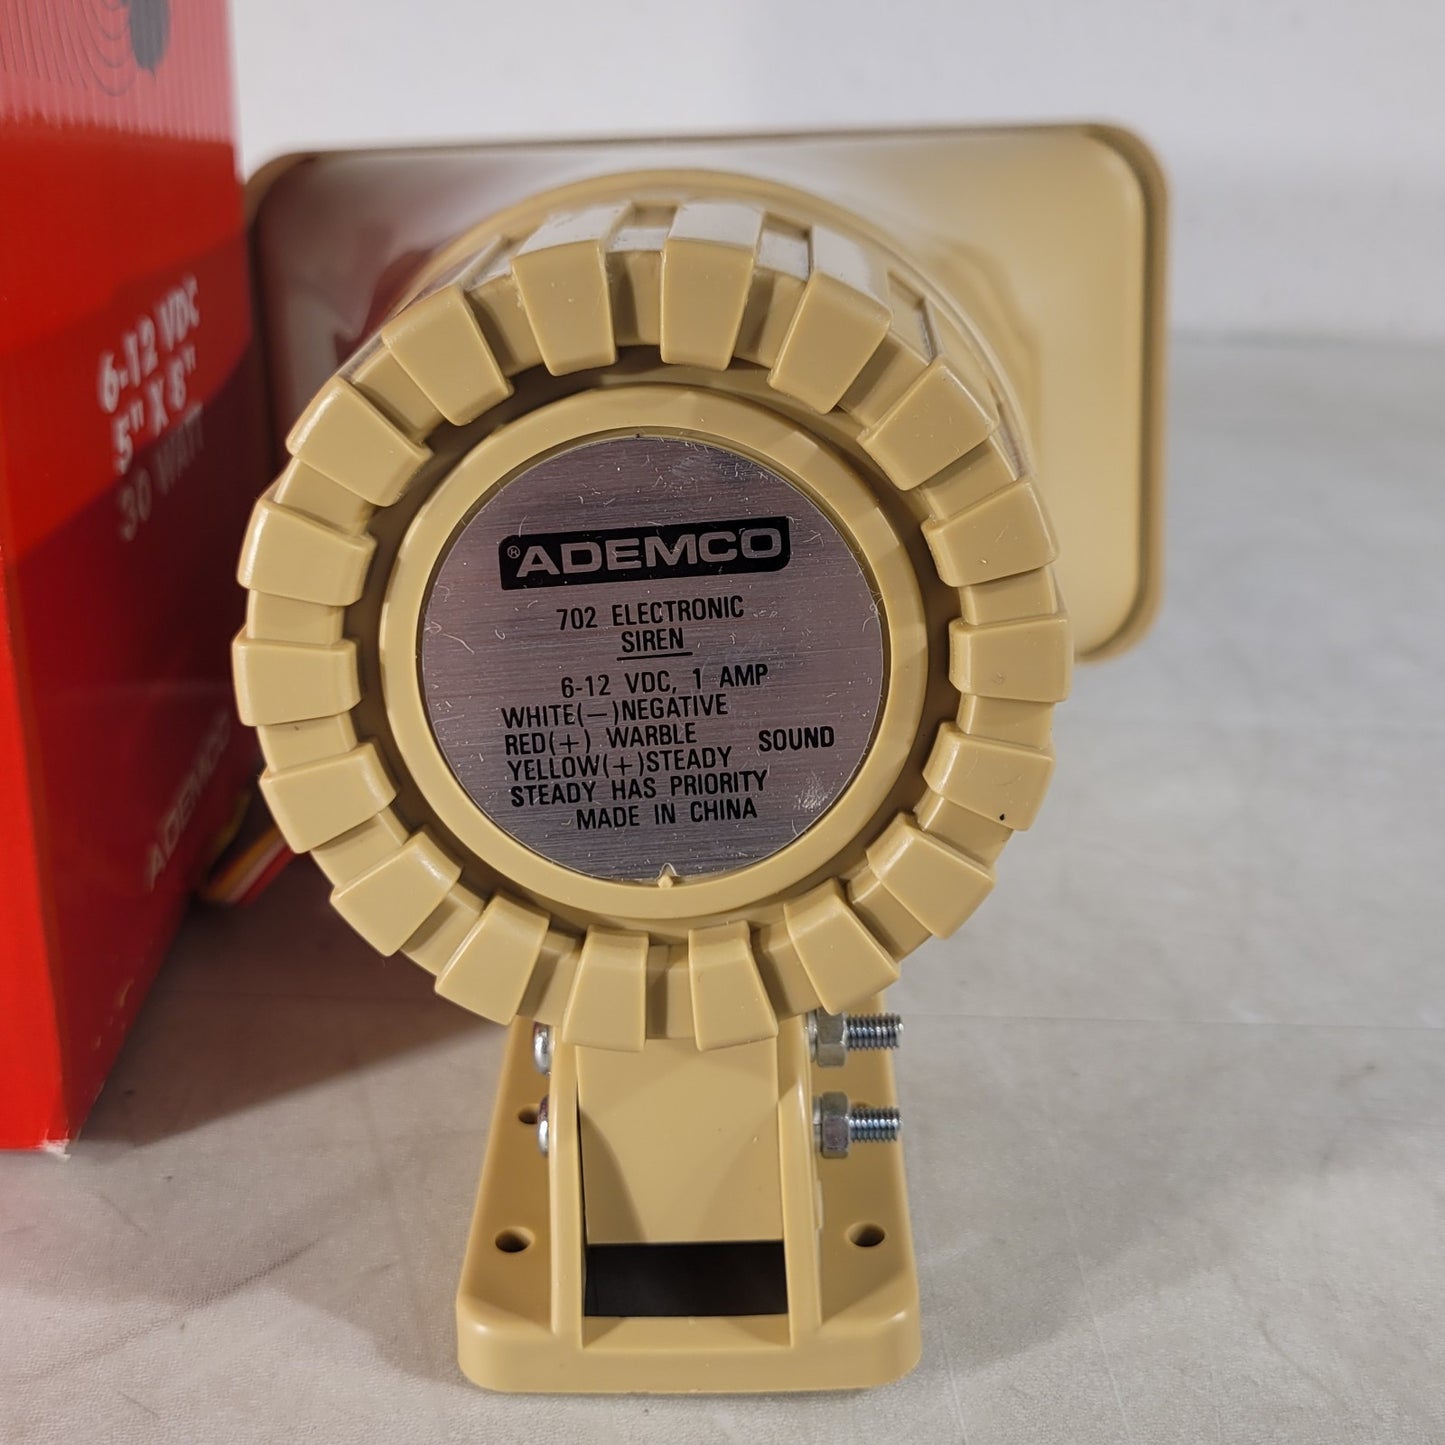 6-12 VDC
5" X 8"
30 WATT
ADEMCO
®ADEMCO
702 ELECTRONIC
SIREN
6-12 VDC, 1 AMP
WHITE(-)NEGATIVE
RED(+) WARBLE SOUND
YELLOW(+)STEADY
STEADY HAS PRIORITY
MADE IN CHINA